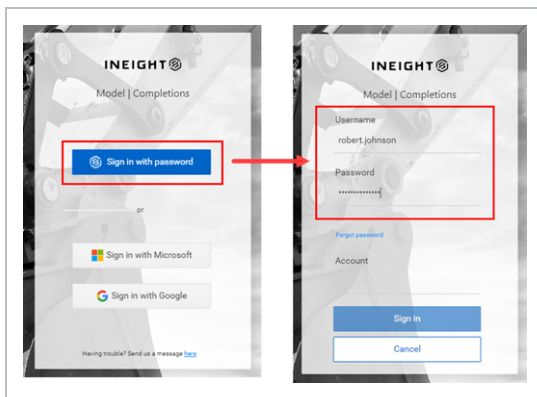 INEIGHT
Model | Completions
Sign in with password
or
Sign in with Microsoft
Sign in with Google
Having trouble? Send us a message here
INEIGHT
Model | Completions
Username
robert.johnson
Password
Forgot password
Account
Sign in
Cancel